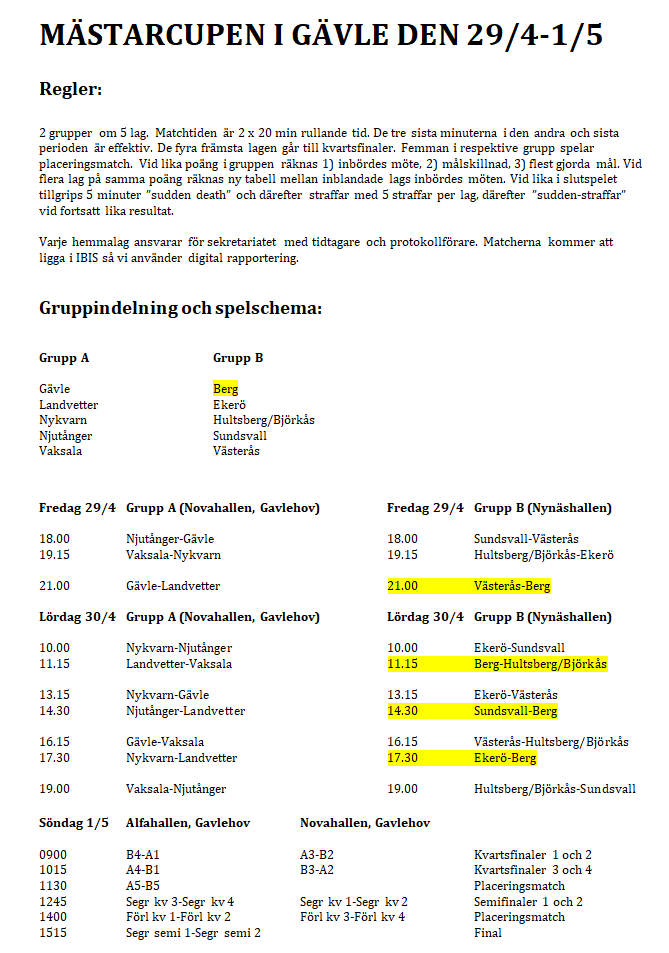 MÄSTARCUPEN I GÄVLE DEN 29/4-1/5
Regler:
2 grupper om 5 lag. Matchtiden är 2 x 20 min rullande tid. De tre sista minuterna i den andra och sista
perioden är effektiv. De fyra främsta lagen går till kvartsfinaler. Femman i respektive grupp spelar
placeringsmatch. Vid lika poäng i gruppen räknas 1) inbördes möte, 2) målskillnad, 3) flest gjorda mål. Vid
flera lag på samma poäng räknas ny tabell mellan inblandade lags inbördes möten. Vid lika i slutspelet
tillgrips 5 minuter ”sudden death” och därefter straffar med 5 straffar per lag, därefter ”sudden-straffar”
vid fortsatt lika resultat.
Varje hemmalag ansvarar för sekretariatet med tidtagare och protokollförare. Matcherna kommer att
ligga i IBIS så vi använder digital rapportering.
Gruppindelning och spelschema:
Grupp A Grupp B
Gävle Berg
Landvetter Ekerö
Nykvarn Hultsberg/Björkås
Njutånger Sundsvall
Vaksala Västerås
Fredag 29/4 Grupp A (Novahallen, Gavlehov) Fredag 29/4 Grupp B (Nynäshallen)
18.00 Njutånger-Gävle 18.00 Sundsvall-Västerås
19.15 Vaksala-Nykvarn 19.15 Hultsberg/Björkås-Ekerö
21.00 Gävle-Landvetter 21.00 Västerås-Berg
Lördag 30/4 Grupp A (Novahallen, Gavlehov) Lördag 30/4 Grupp B (Nynäshallen)
10.00 Nykvarn-Njutånger 10.00 Ekerö-Sundsvall
11.15 Landvetter-Vaksala 11.15 Berg-Hultsberg/Björkås
13.15 Nykvarn-Gävle 13.15 Ekerö-Västerås
14.30 Njutånger-Landvetter 14.30 Sundsvall-Berg
16.15 Gävle-Vaksala 16.15 Västerås-Hultsberg/Björkås
17.30 Nykvarn-Landvetter 17.30 Ekerö-Berg
19.00 Vaksala-Njutånger 19.00 Hultsberg/Björkås-Sundsvall
Söndag 1/5 Alfahallen, Gavlehov Novahallen, Gavlehov
0900 B4-A1 A3-B2 Kvartsfinaler 1 och 2
1015 A4-B1 B3-A2 Kvartsfinaler 3 och 4
1130 A5-B5 Placeringsmatch
1245 Segr kv 3-Segr kv 4 Segr kv 1-Segr kv 2 Semifinaler 1 och 2
1400 Förl kv 1-Förl kv 2 Förl kv 3-Förl kv 4 Placeringsmatch
1515 Segr semi 1-Segr semi 2 Final